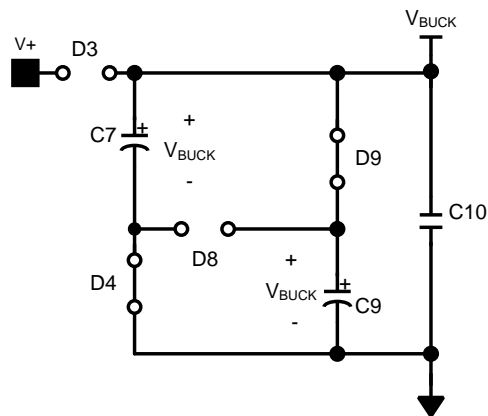 V+
D3
VBUCK
C7
+
+
VBUCK
-
D9
C10
D8
D4
+
+
VBUCK
-
C9